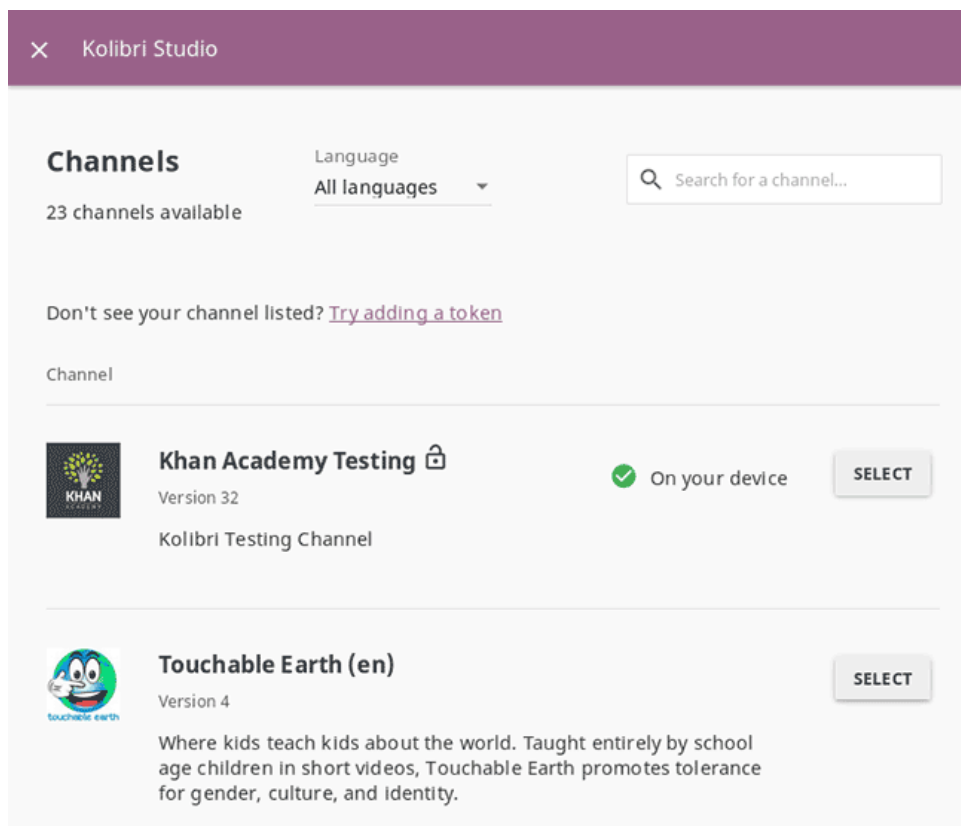 Kolibri Studio
Channels
Language
All languages
Search for a channel...
23 channels available
Don't see your channel listed? Try adding a token
Channel
KHAN
ACADEMY
Khan Academy Testing
Version 32
Kolibri Testing Channel
On your device
SELECT
touchable earth
Touchable Earth (en)
Version 4
Where kids teach kids about the world. Taught entirely by school
age children in short videos, Touchable Earth promotes tolerance
for gender, culture, and identity.
SELECT